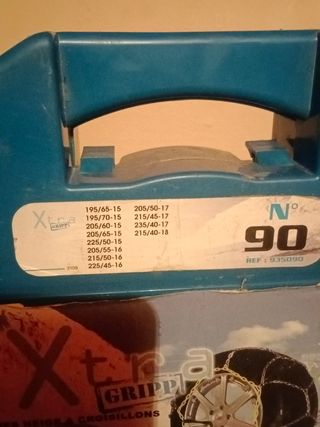 Xtra
GRIPP
195/65-15
195/70-15
205/60-15
205/65-15
225/50-15
205/55-16
215/50-16
225/45-16
205/50-17
215/45-17
235/40-17
215/40-18
N°
90
REF : 935090
Xtra
GRIPP
NEIGE A CROISILLONS